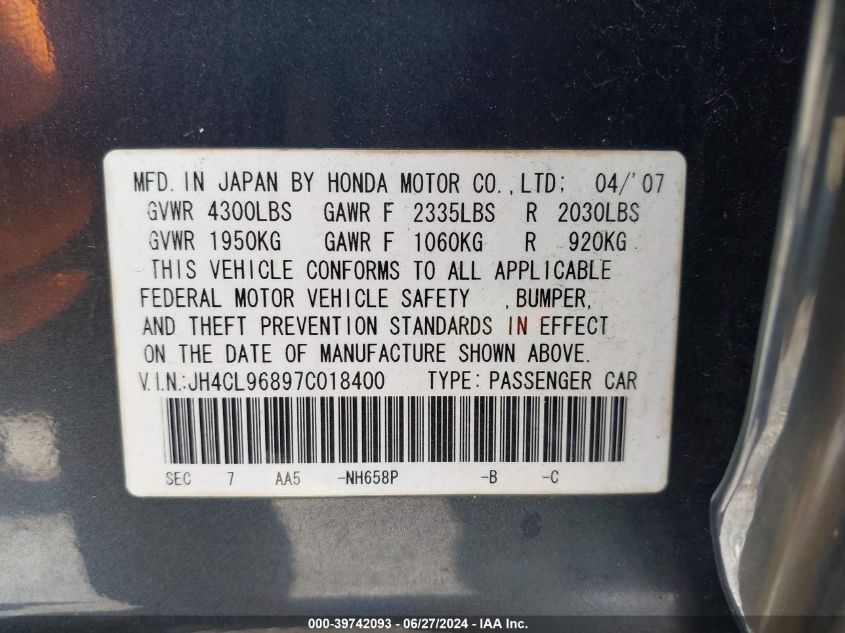 MFD. IN JAPAN BY HONDA MOTOR CO.,LTD; 04/'07
GVWR 4300LBS GAWR F 2335LBS R 2030LBS
GVWR 1950KG GAWR F 1060KG R 920KG
THIS VEHICLE CONFORMS TO ALL APPLICABLE
FEDERAL MOTOR VEHICLE SAFETY ,BUMPER,
AND THEFT PREVENTION STANDARDS IN EFFECT
ON THE DATE OF MANUFACTURE SHOWN ABOVE.
V.I.N.:JH4CL96897C018400 TYPE: PASSENGER CAR
SEC 7 AA5 -NH658P -B -C
000-39742093 - 06/27/2024 - IAA Inc.